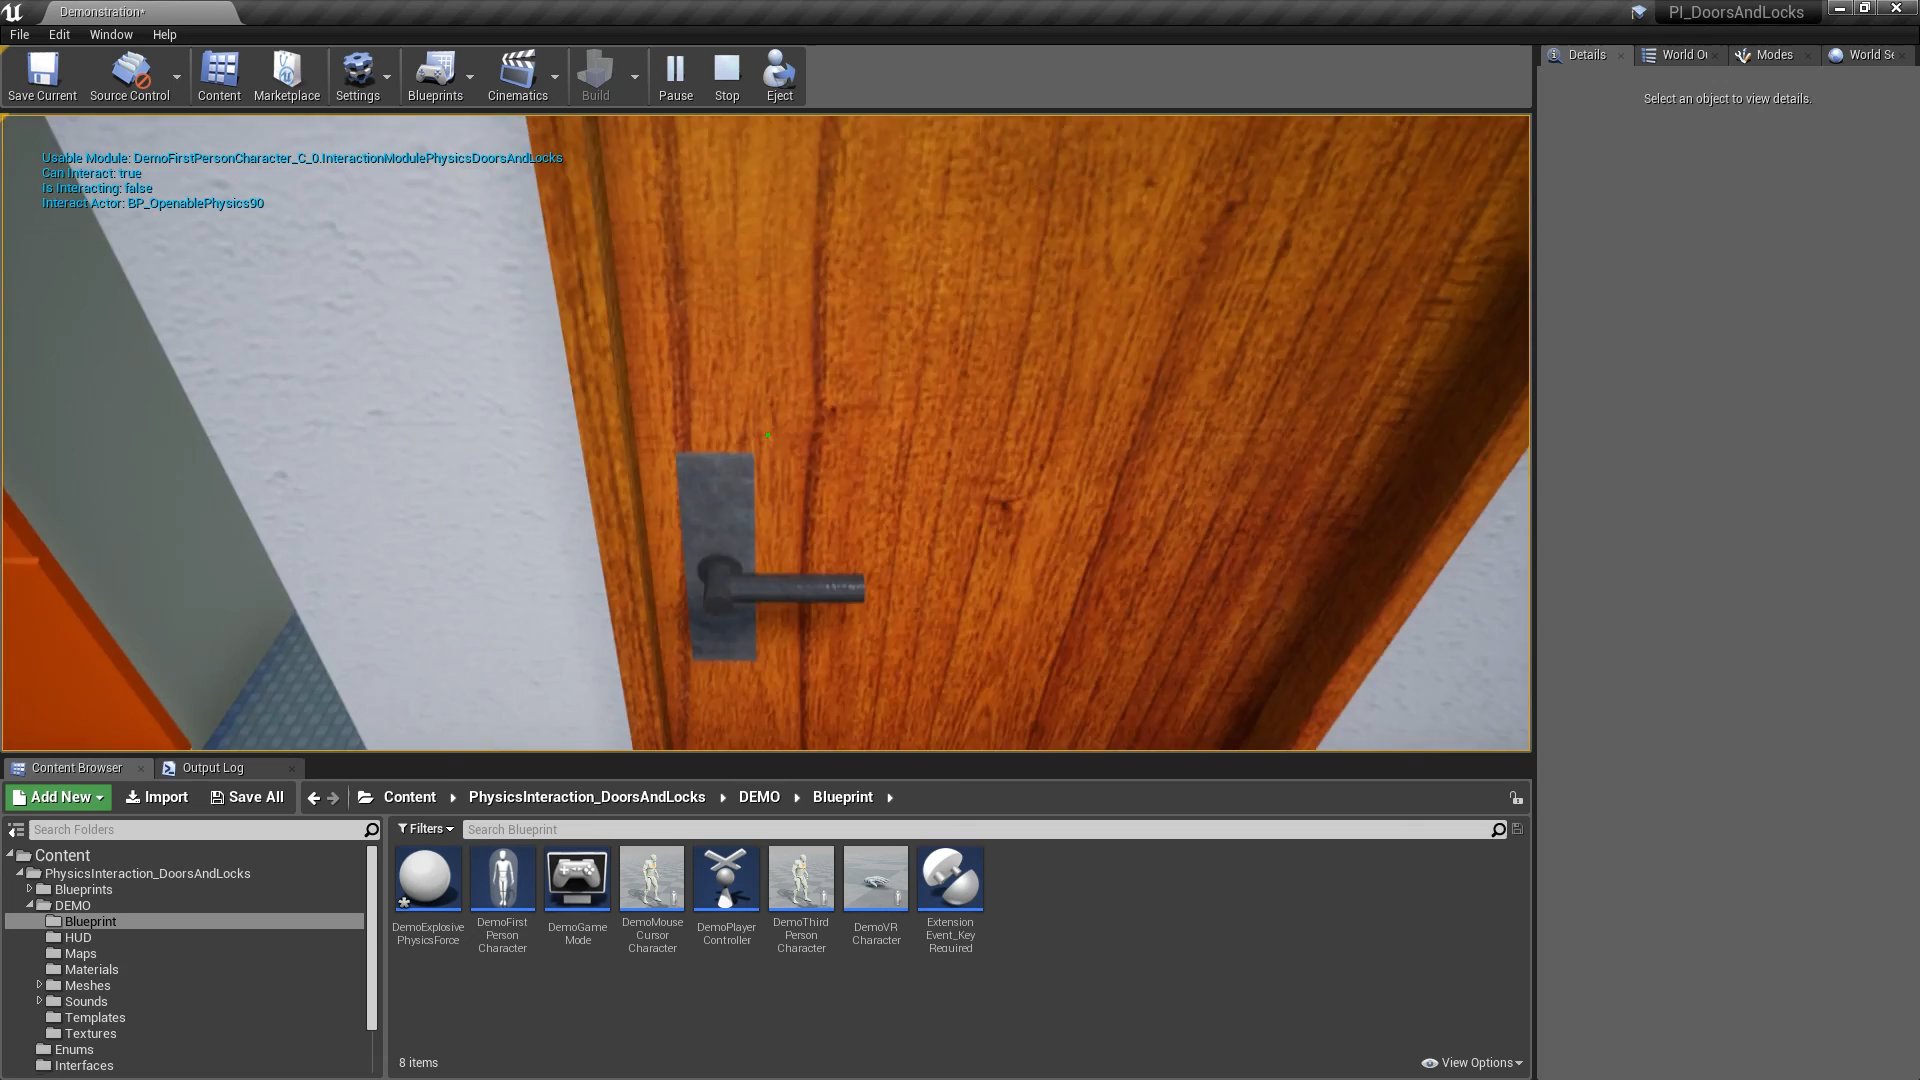 Demonstration*
PI_DoorsAndLocks
File Edit Window Help
Save Current
Source Control
Content
Marketplace
Settings
Blueprints
Cinematics
Build
Pause
Stop
Eject
Details
World O
Modes
World Se
Select an object to view details.
Usable Module: DemoFirstPersonCharacter_C_0.InteractionModulePhysicsDoorsAndLocks
Can Interact: true
Is Interacting: false
Interact Actor: BP_OpenablePhysics90
Content Browser
Output Log
Add New
Import
Save All
Content
PhysicsInteraction_DoorsAndLocks
DEMO
Blueprint
Search Folders
Filters
Search Blueprint
Content
PhysicsInteraction_DoorsAndLocks
Blueprints
DEMO
Blueprint
HUD
Maps
Materials
Meshes
Sounds
Templates
Textures
Enums
Interfaces
DemoExplosive
PhysicsForce
DemoFirst
Person
Character
DemoGame
Mode
DemoMouse
Cursor
Character
DemoPlayer
Controller
DemoThird
Person
Character
DemoVR
Character
Extension
Event_Key
Required
8 items
View Options